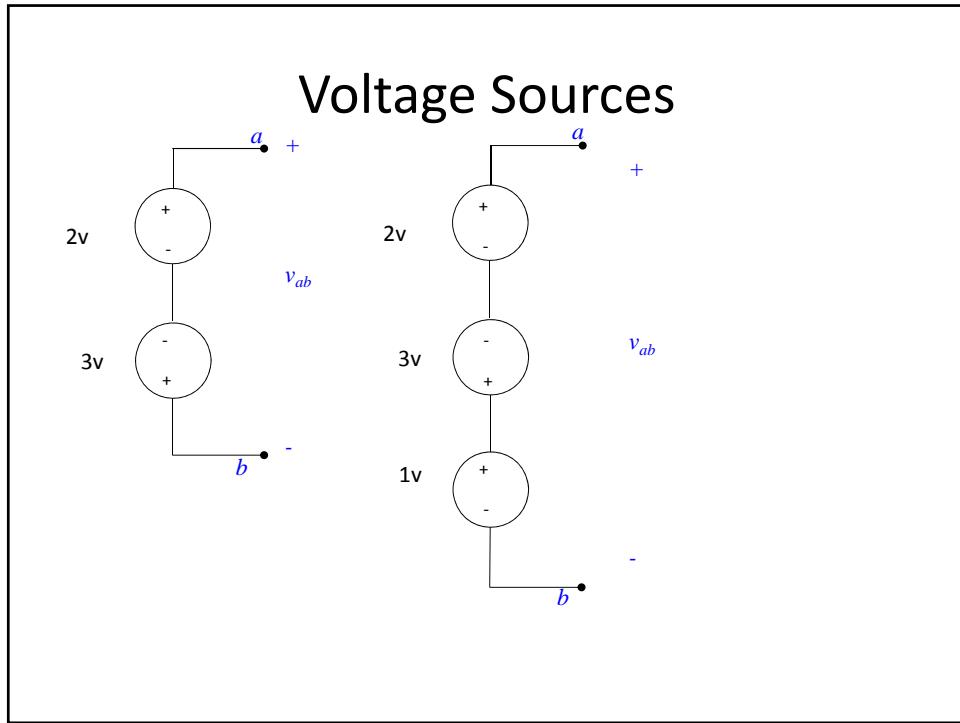 Voltage Sources
a +
+
-
2v
v_ab
-
+
3v
b -
a
+
+
-
2v
-
+
3v
v_ab
+
-
1v
-
b